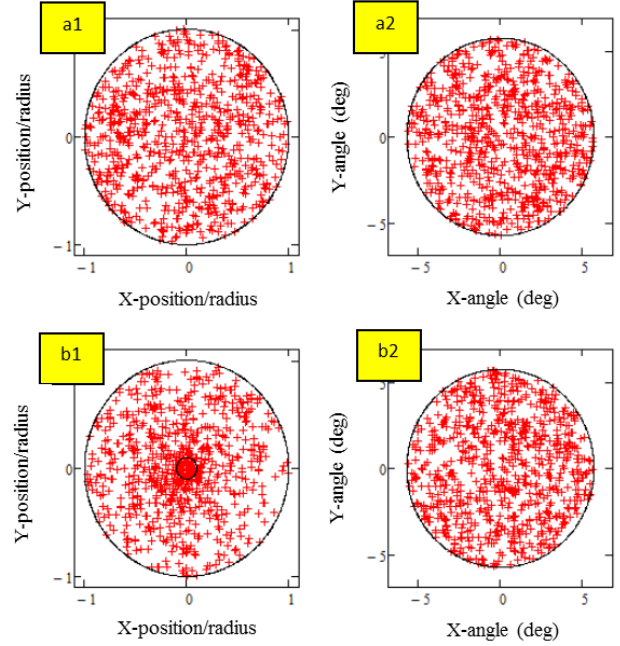 a1
a2
Y-position/radius
0
−1
−1
0
1
X-position/radius
Y-angle (deg)
0
−5
−5
0
5
X-angle (deg)
b1
b2
Y-position/radius
0
−1
−1
0
1
X-position/radius
Y-angle (deg)
0
−5
−5
0
5
X-angle (deg)